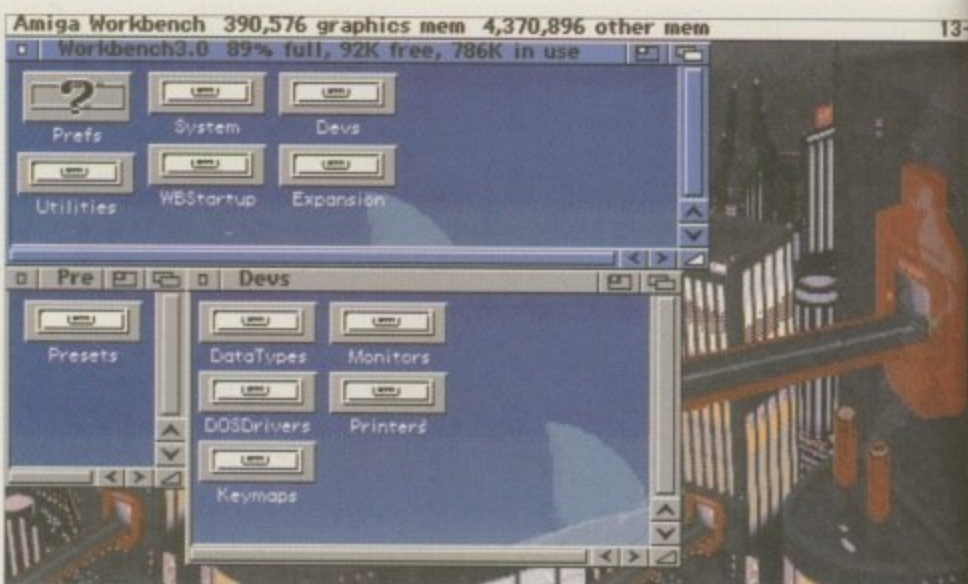 Amiga Workbench 390,576 graphics mem 4,370,896 other mem 13-
Workbench3.0 89% full, 92K free, 786K in use
?
Prefs System Devs
Utilities WBStartup Expansion
Pre
Devs
Presets
DataTypes Monitors
DOSDrivers Printers
Keymaps